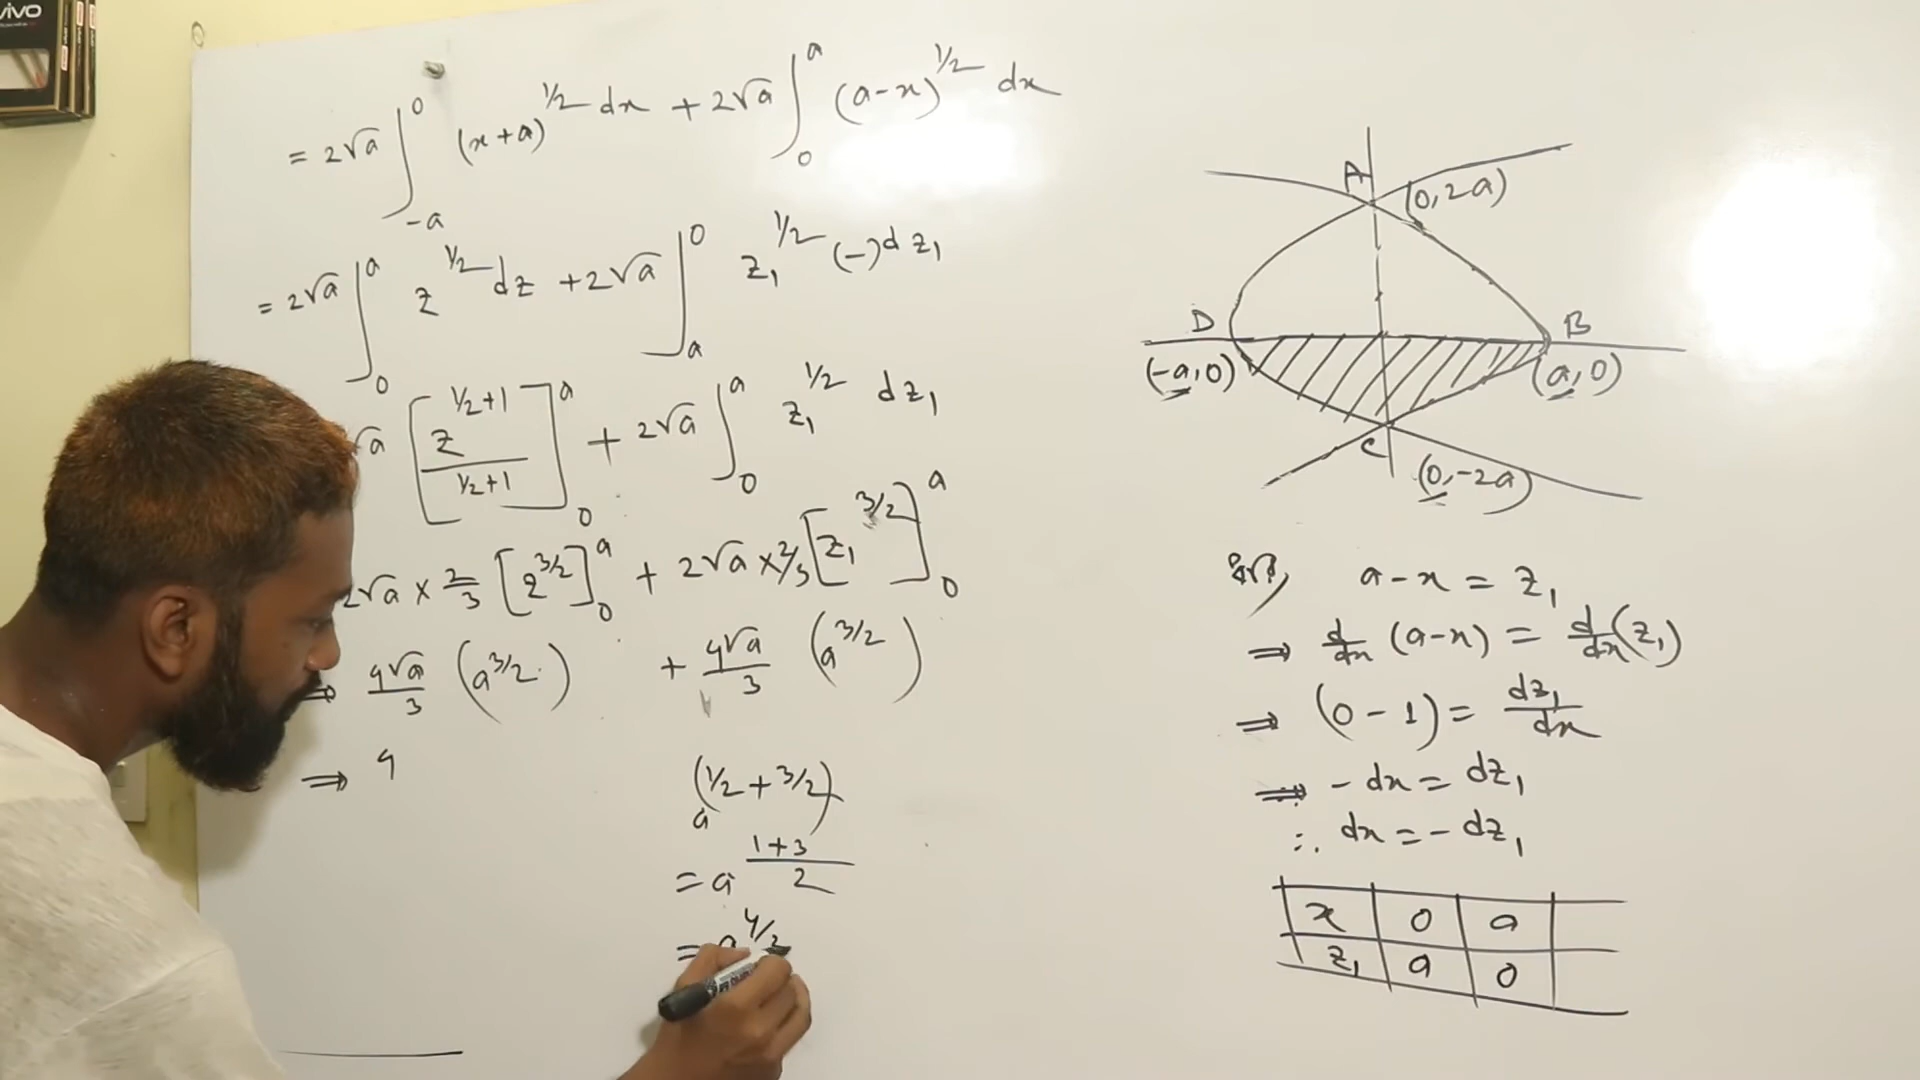 vivo
= 2√a ∫_{-a}^{0} (x+a)^{1/2} dx + 2√a ∫_{0}^{a} (a-x)^{1/2} dx
= 2√a ∫_{0}^{a} z^{1/2} dz + 2√a ∫_{a}^{0} z₁^{1/2} (-) dz₁
√a [z^{1/2+1} / (1/2+1)]_{0}^{a} + 2√a ∫_{0}^{a} z₁^{1/2} dz₁
2√a × 2/3 [z^{3/2}]_{0}^{a} + 2√a × 2/3 [z₁^{3/2}]_{0}^{a}
⇒ 4√a/3 (a^{3/2}) + 4√a/3 (a^{3/2})
⇒ 4
a^{(1/2 + 3/2)}
= a^{(1+3)/2}
= a^{4/2}
A
(0, 2a)
D
B
(-a, 0)
(a, 0)
C
(0, -2a)
ধরি, a - x = z₁
⇒ d/dx (a-x) = d/dx (z₁)
⇒ (0 - 1) = dz₁/dx
⇒ - dx = dz₁
∴ dx = - dz₁
x 0 a
z₁ a 0